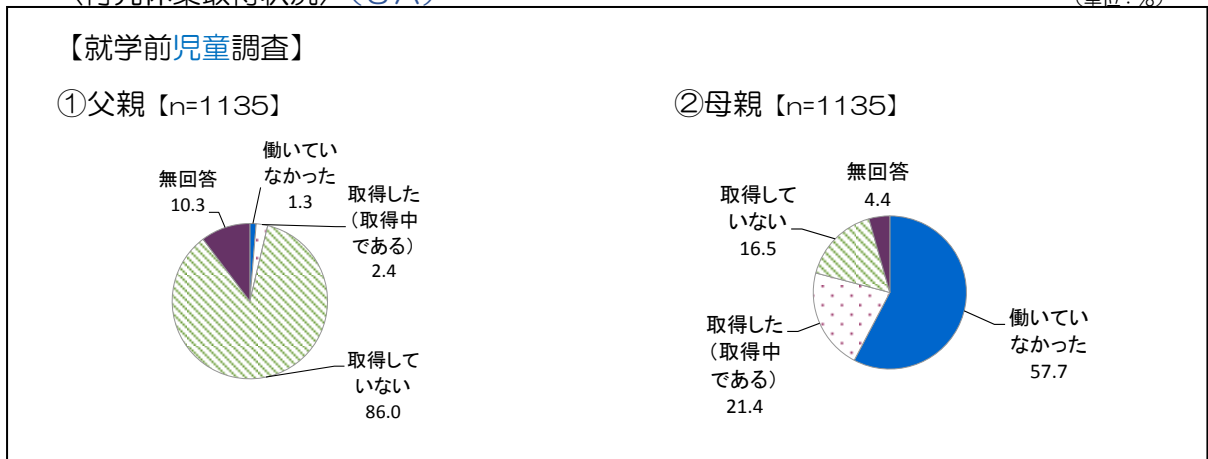 【就学前児童調査】
①父親【n=1135】
②母親【n=1135】
働いてい
なかった
1.3
無回答
10.3
取得した
（取得中
である）
2.4
取得して
いない
86.0
無回答
4.4
取得して
いない
16.5
取得した
（取得中
である）
21.4
働いてい
なかった
57.7